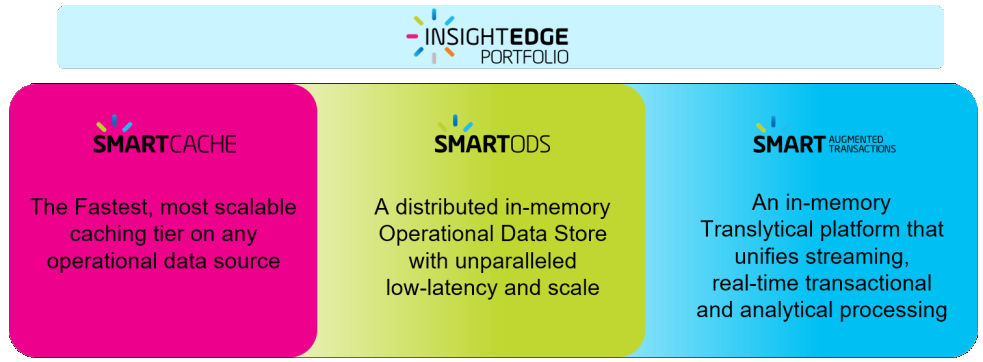 INSIGHTEDGE
PORTFOLIO
SMARTCACHE
The Fastest, most scalable
caching tier on any
operational data source
SMARTODS
A distributed in-memory
Operational Data Store
with unparalleled
low-latency and scale
SMART AUGMENTED
TRANSACTIONS
An in-memory
Translytical platform that
unifies streaming,
real-time transactional
and analytical processing